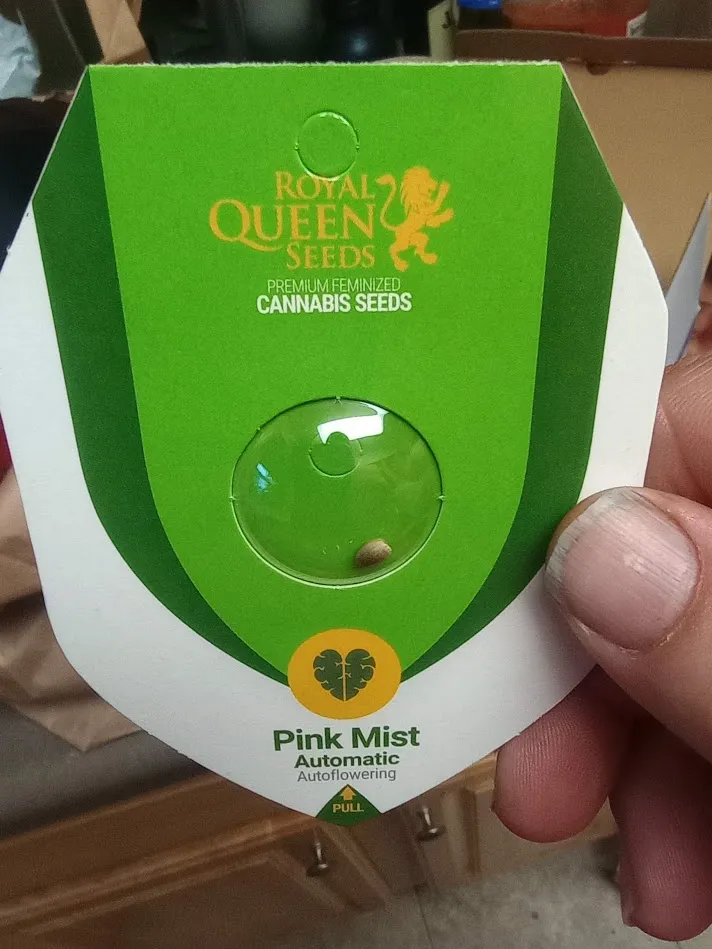 ROYAL
QUEEN
SEEDS
PREMIUM FEMINIZED
CANNABIS SEEDS
Pink Mist
Automatic
Autoflowering
PULL